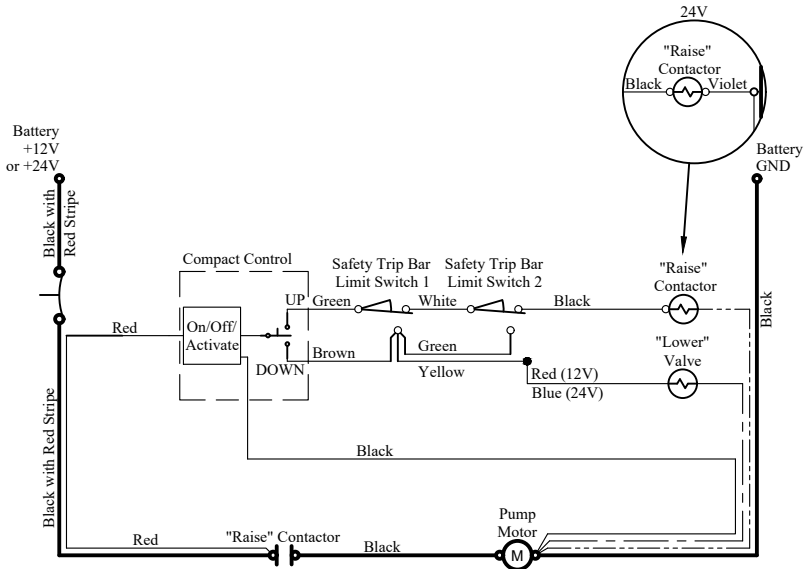 24V
"Raise"
Contactor
Black
Violet
Battery
+12V
or +24V
Battery
GND
Black with
Red Stripe
Compact Control
Safety Trip Bar
Limit Switch 1
Safety Trip Bar
Limit Switch 2
"Raise"
Contactor
UP
Green
White
Black
Black
Red
On/Off/
Activate
"Lower"
Valve
DOWN
Brown
Green
Yellow
Red (12V)
Blue (24V)
Black with Red Stripe
Black
Pump
Motor
Red
"Raise" Contactor
Black
M